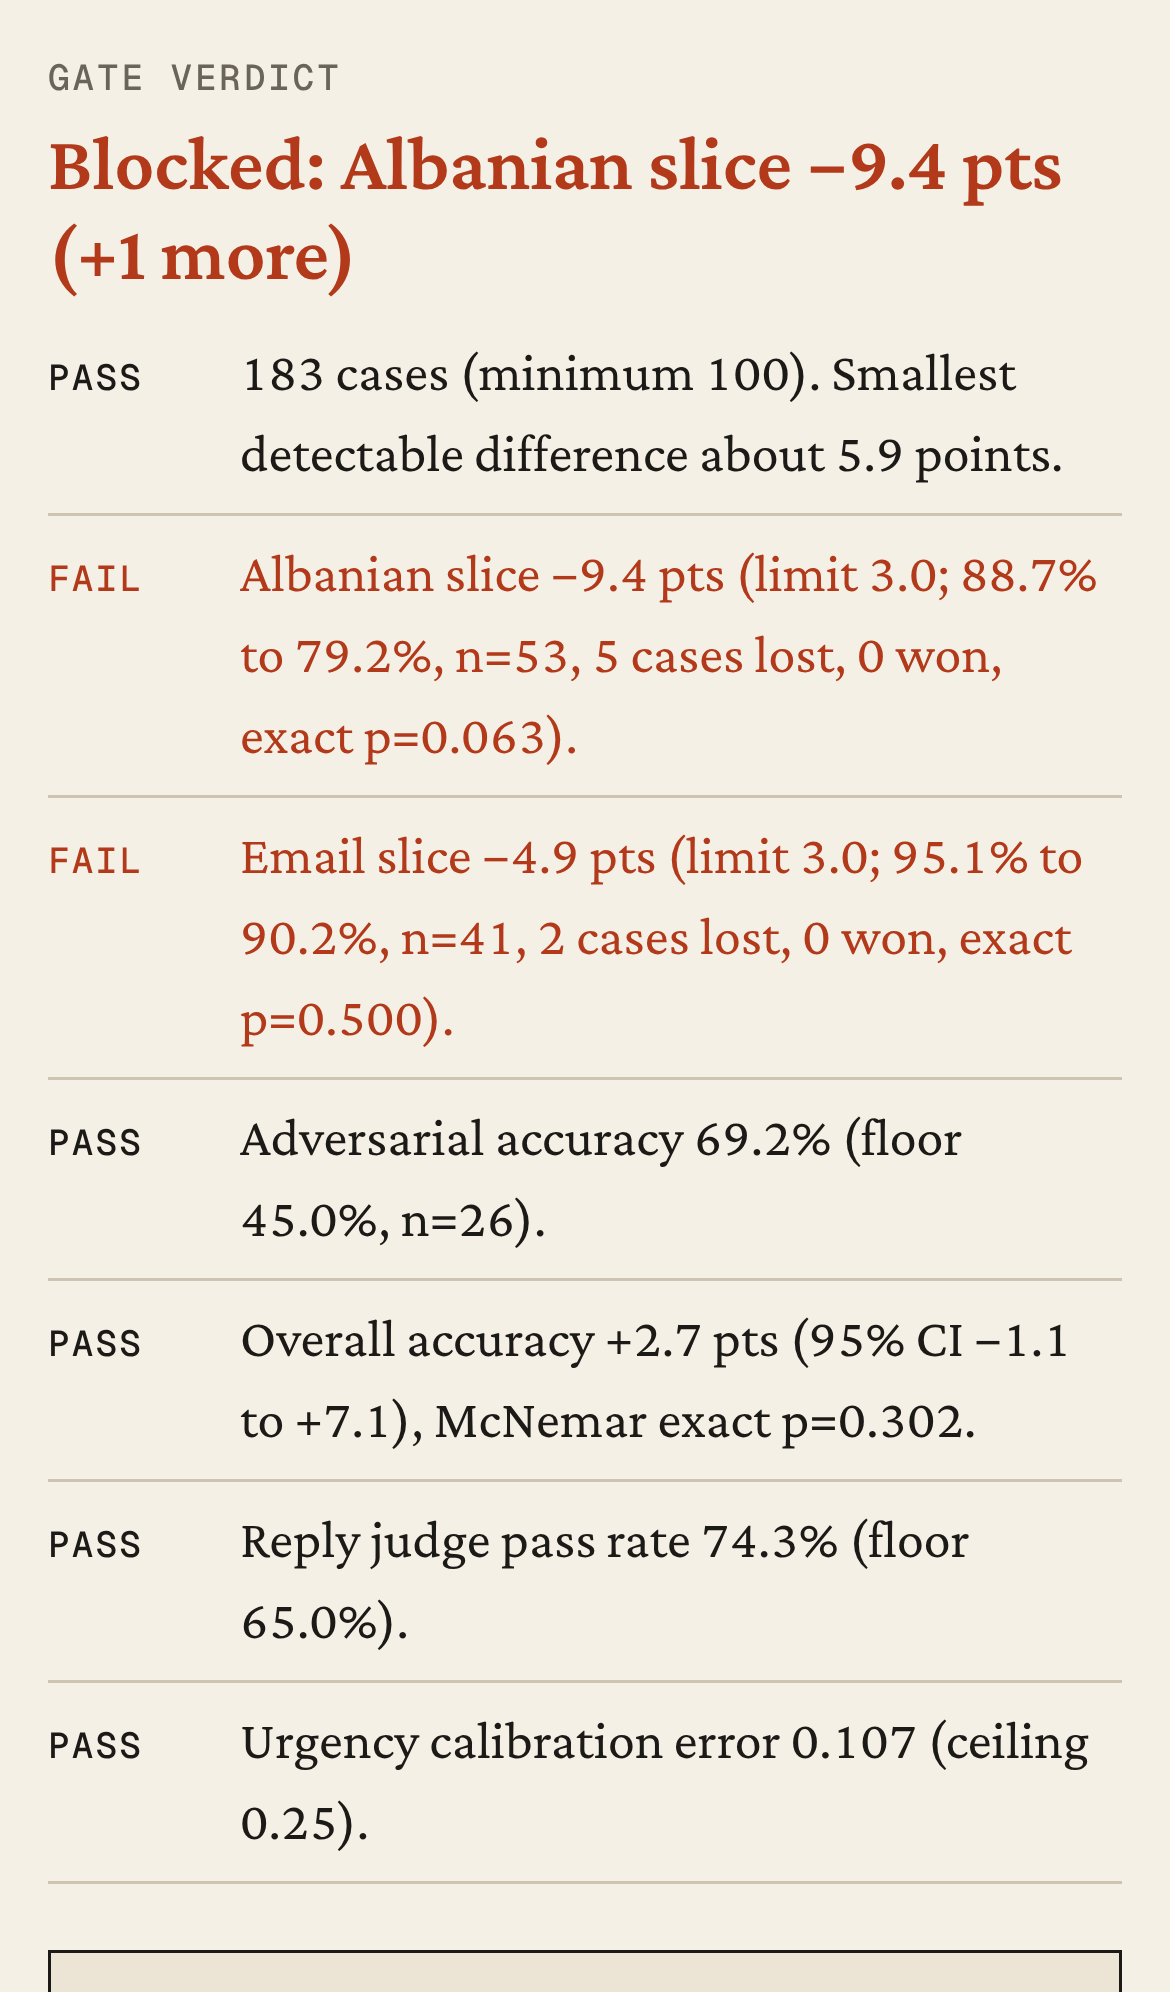 GATE VERDICT
Blocked: Albanian slice −9.4 pts
(+1 more)
PASS
183 cases (minimum 100). Smallest
detectable difference about 5.9 points.
FAIL
Albanian slice −9.4 pts (limit 3.0; 88.7%
to 79.2%, n=53, 5 cases lost, 0 won,
exact p=0.063).
FAIL
Email slice −4.9 pts (limit 3.0; 95.1% to
90.2%, n=41, 2 cases lost, 0 won, exact
p=0.500).
PASS
Adversarial accuracy 69.2% (floor
45.0%, n=26).
PASS
Overall accuracy +2.7 pts (95% CI −1.1
to +7.1), McNemar exact p=0.302.
PASS
Reply judge pass rate 74.3% (floor
65.0%).
PASS
Urgency calibration error 0.107 (ceiling
0.25).